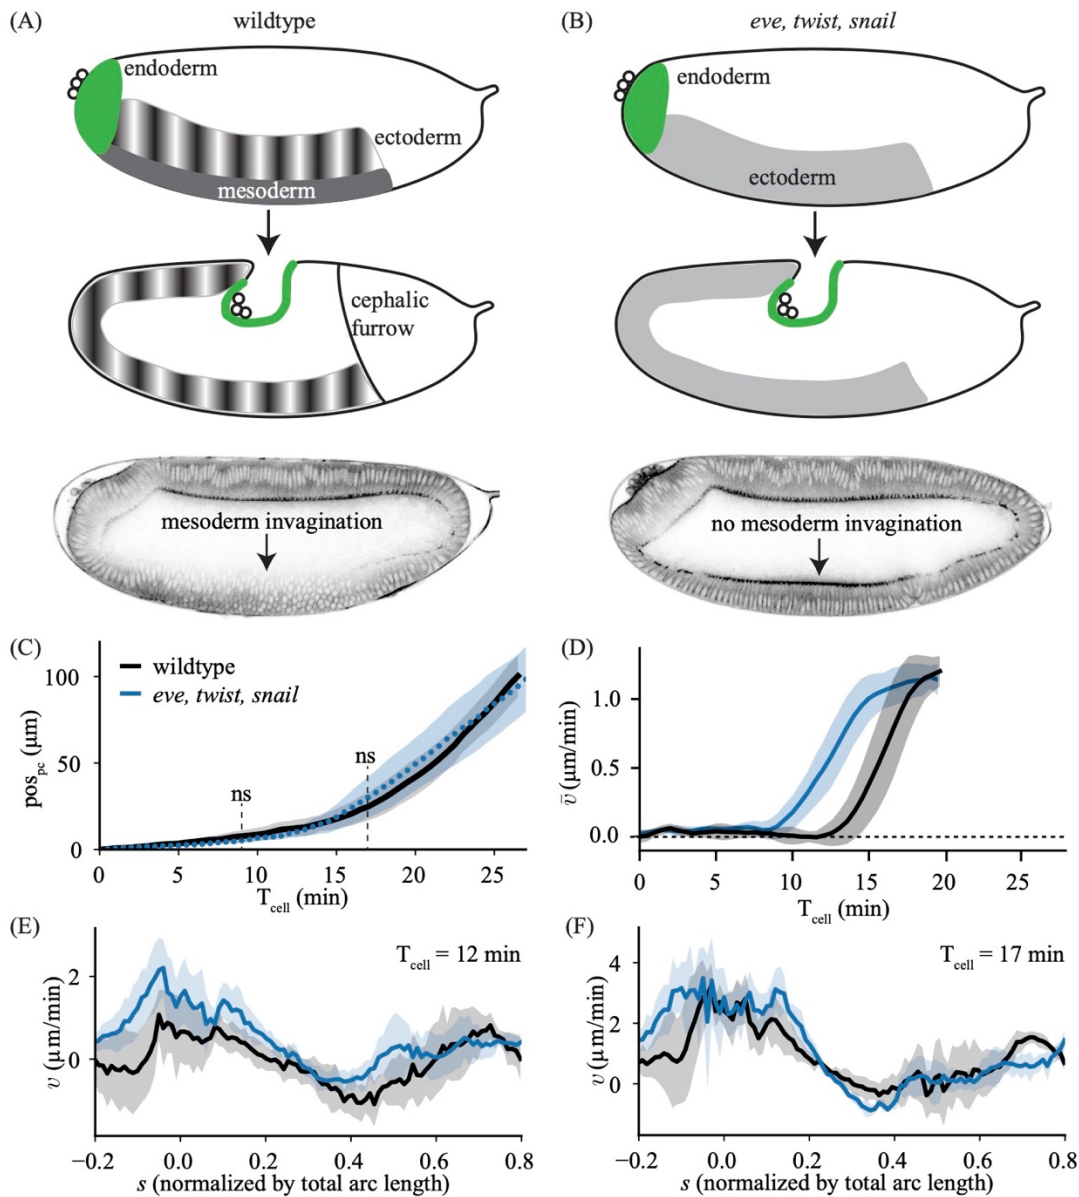 (A) wildtype
(B) eve, twist, snail
endoderm
ectoderm
mesoderm
endoderm
ectoderm
cephalic
furrow
mesoderm invagination
no mesoderm invagination
(C)
wildtype
eve, twist, snail
100
50
0
pos_pc (μm)
ns
ns
0 5 10 15 20 25
T_cell (min)
(D)
1.0
0.5
0.0
v̄ (μm/min)
0 5 10 15 20 25
T_cell (min)
(E)
T_cell = 12 min
2
0
v (μm/min)
−0.2 0.0 0.2 0.4 0.6 0.8
s (normalized by total arc length)
(F)
T_cell = 17 min
4
2
0
v (μm/min)
−0.2 0.0 0.2 0.4 0.6 0.8
s (normalized by total arc length)